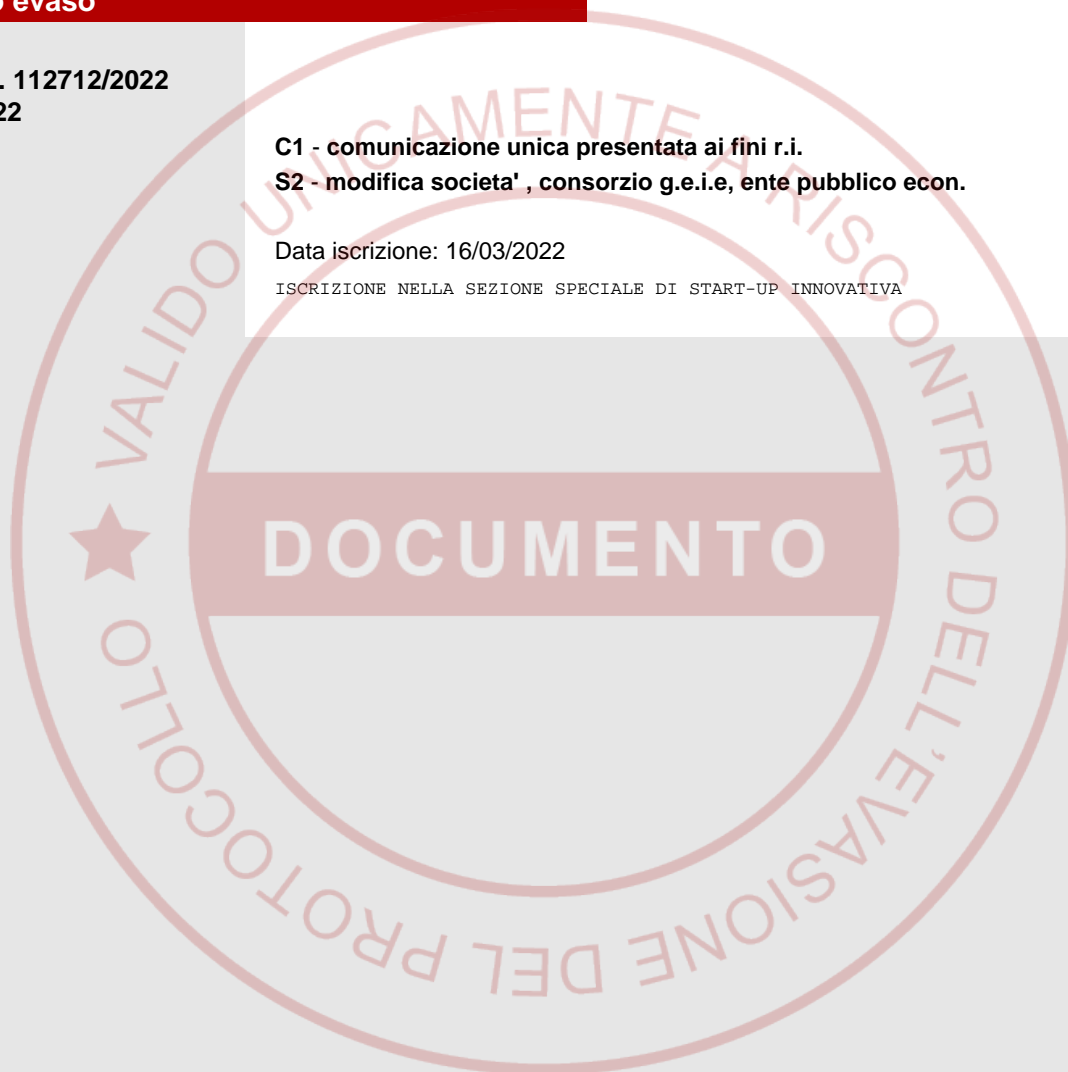 o evaso
. 112712/2022
22
C1 - comunicazione unica presentata ai fini r.i.
S2 - modifica societa' , consorzio g.e.i.e, ente pubblico econ.
Data iscrizione: 16/03/2022
ISCRIZIONE NELLA SEZIONE SPECIALE DI START-UP INNOVATIVA
VALIDO UNICAMENTE A RISCONTRO DELL'EVASIONE DEL PROTOCOLLO
DOCUMENTO